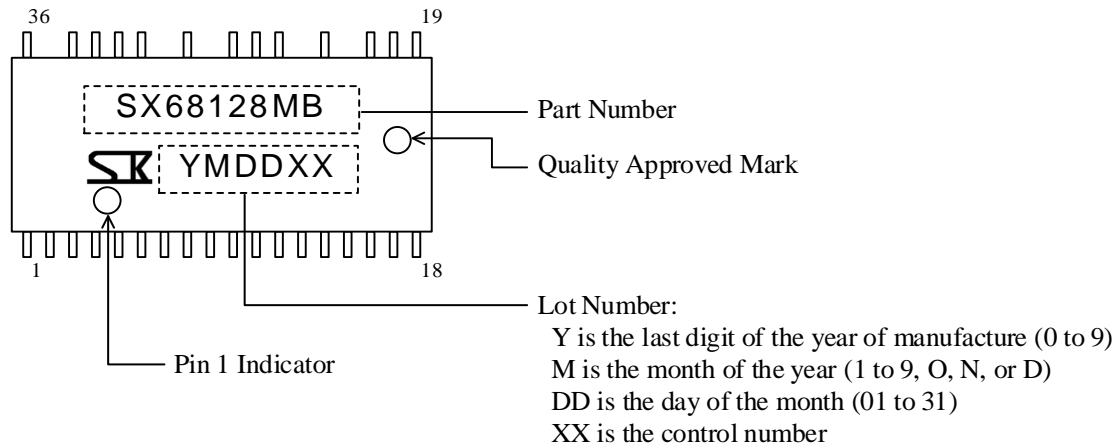 36 19
SX68128MB
Part Number
Quality Approved Mark
SK YMDDXX
1 18
Lot Number:
Y is the last digit of the year of manufacture (0 to 9)
Pin 1 Indicator
M is the month of the year (1 to 9, O, N, or D)
DD is the day of the month (01 to 31)
XX is the control number